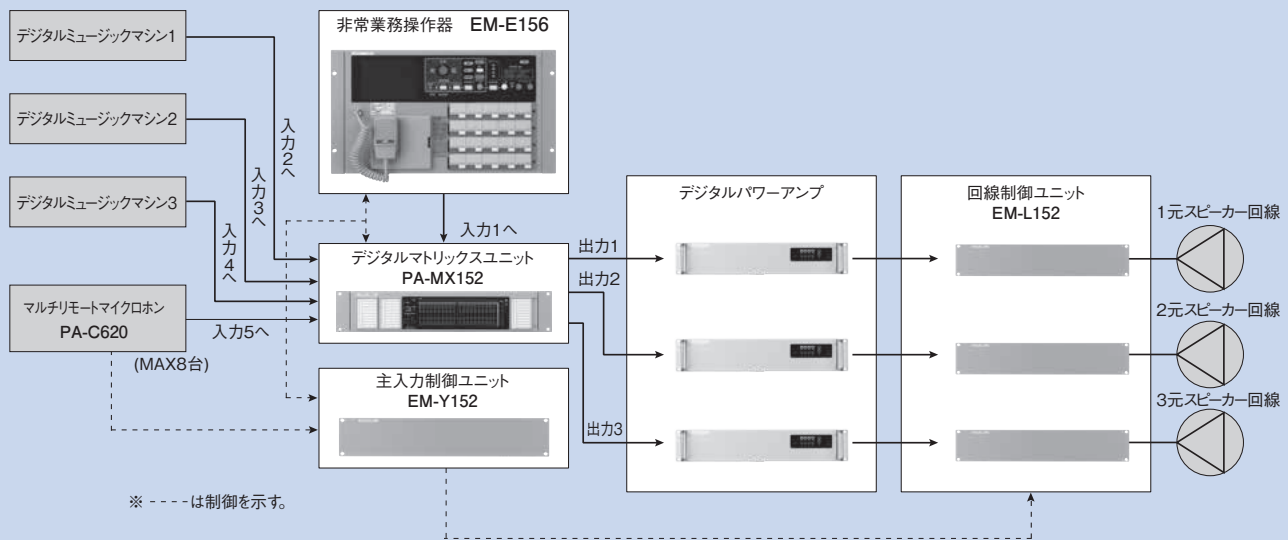 デジタルミュージックマシン1
デジタルミュージックマシン2
デジタルミュージックマシン3
マルチリモートマイクロホン
PA-C620
(MAX8台)
入力2へ
入力3へ
入力4へ
入力5へ
非常業務操作器 EM-E156
入力1へ
デジタルマトリックスユニット
PA-MX152
主入力制御ユニット
EM-Y152
出力1
出力2
出力3
デジタルパワーアンプ
回線制御ユニット
EM-L152
1元スピーカー回線
2元スピーカー回線
3元スピーカー回線
※ ----は制御を示す。